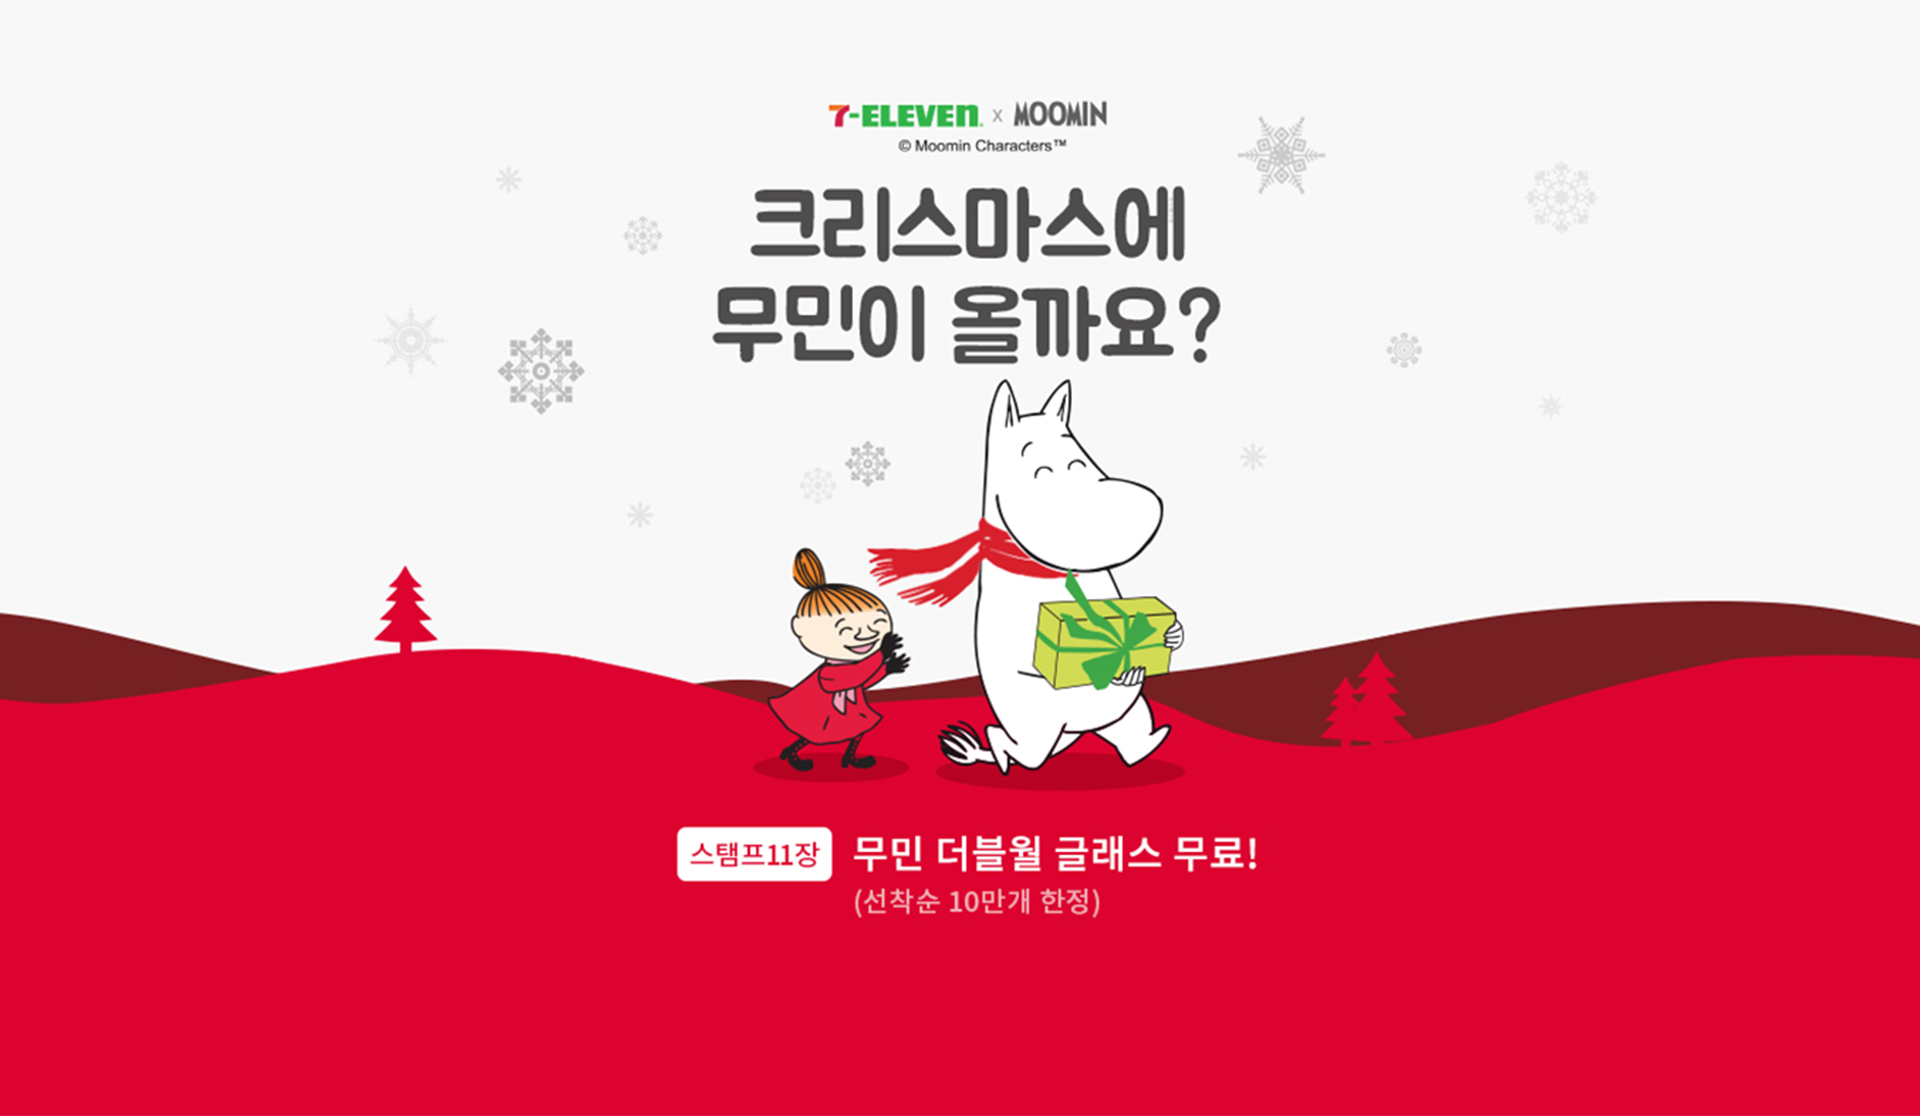 7-ELEVEN. x MOOMIN
© Moomin Characters™
크리스마스에
무민이 올까요?
스탬프11장 무민 더블월 글래스 무료!
(선착순 10만개 한정)